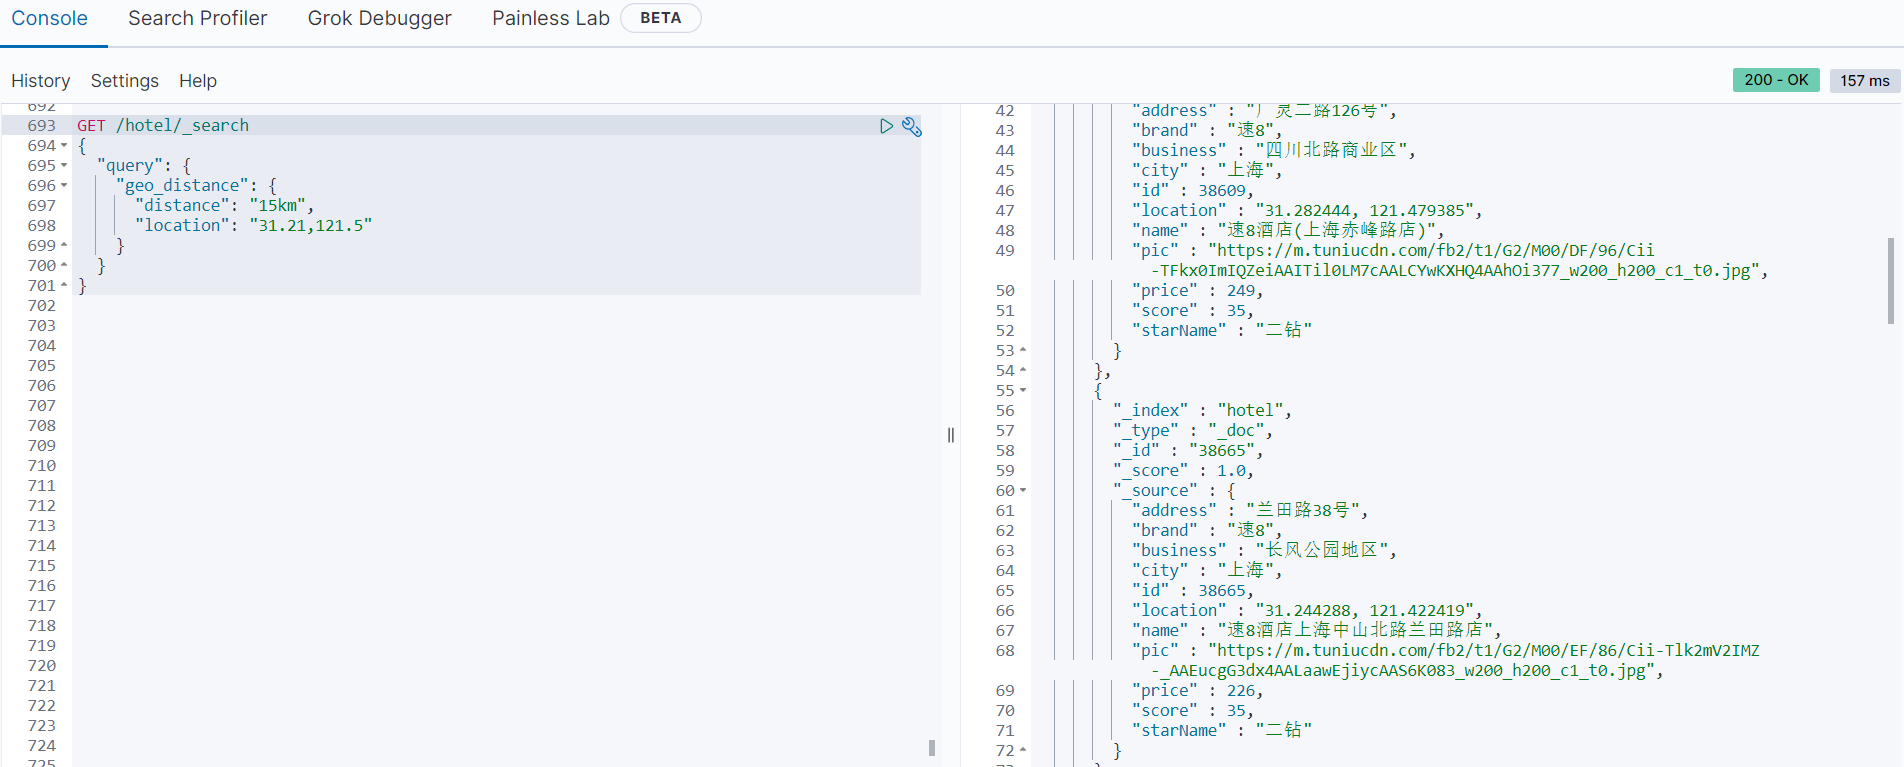 Console Search Profiler Grok Debugger Painless Lab BETA
History Settings Help
200 - OK 157 ms
692
693 GET /hotel/_search
694 {
695 "query": {
696 "geo_distance": {
697 "distance": "15km",
698 "location": "31.21,121.5"
699 }
700 }
701 }
702
703
704
705
706
707
708
709
710
711
712
713
714
715
716
717
718
719
720
721
722
723
724
725
42 "address" : "广灵二路126号",
43 "brand" : "速8",
44 "business" : "四川北路商业区",
45 "city" : "上海",
46 "id" : 38609,
47 "location" : "31.282444, 121.479385",
48 "name" : "速8酒店(上海赤峰路店)",
49 "pic" : "https://m.tuniucdn.com/fb2/t1/G2/M00/DF/96/Cii
-TFkx0ImIQZeiAAITil0LM7cAALCYwKXHQ4AAhOi377_w200_h200_c1_t0.jpg",
50 "price" : 249,
51 "score" : 35,
52 "starName" : "二钻"
53 }
54 },
55 {
56 "_index" : "hotel",
57 "_type" : "_doc",
58 "_id" : "38665",
59 "_score" : 1.0,
60 "_source" : {
61 "address" : "兰田路38号",
62 "brand" : "速8",
63 "business" : "长风公园地区",
64 "city" : "上海",
65 "id" : 38665,
66 "location" : "31.244288, 121.422419",
67 "name" : "速8酒店上海中山北路兰田路店",
68 "pic" : "https://m.tuniucdn.com/fb2/t1/G2/M00/EF/86/Cii-Tlk2mV2IMZ
-_AAEucgG3dx4AALaawEjiycAAS6K083_w200_h200_c1_t0.jpg",
69 "price" : 226,
70 "score" : 35,
71 "starName" : "二钻"
72 }